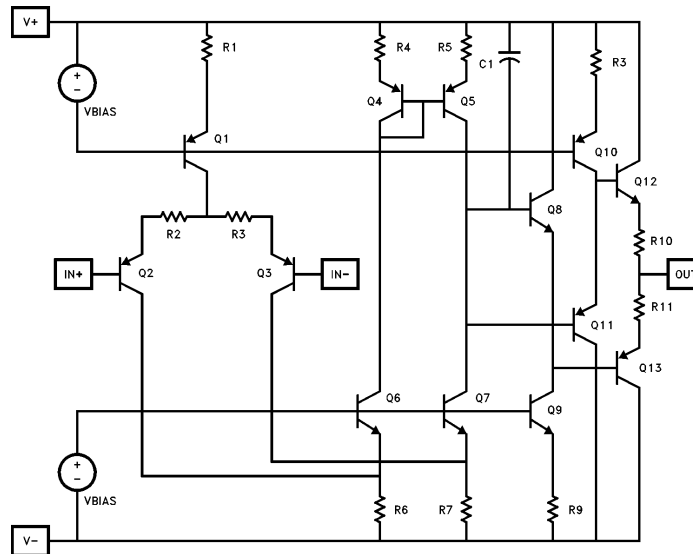 V+
R1
R4
R5
C1
R3
+
−
VBIAS
Q4
Q5
Q1
Q10
Q12
Q8
R2
R3
R10
IN+
Q2
Q3
IN-
OUT
R11
Q11
Q13
Q6
Q7
Q9
+
−
VBIAS
R6
R7
R9
V-